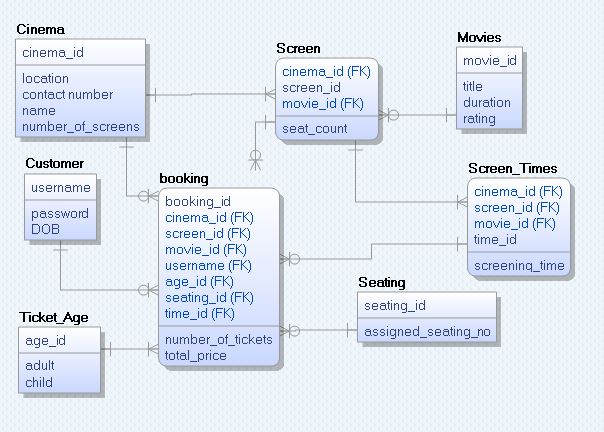 Cinema
cinema_id
location
contact number
name
number_of_screens
Screen
cinema_id (FK)
screen_id
movie_id (FK)
seat_count
Movies
movie_id
title
duration
rating
Customer
username
password
DOB
booking
booking_id
cinema_id (FK)
screen_id (FK)
movie_id (FK)
username (FK)
age_id (FK)
seating_id (FK)
time_id (FK)
number_of_tickets
total_price
Screen_Times
cinema_id (FK)
screen_id (FK)
movie_id (FK)
time_id
screening_time
Seating
seating_id
assigned_seating_no
Ticket_Age
age_id
adult
child